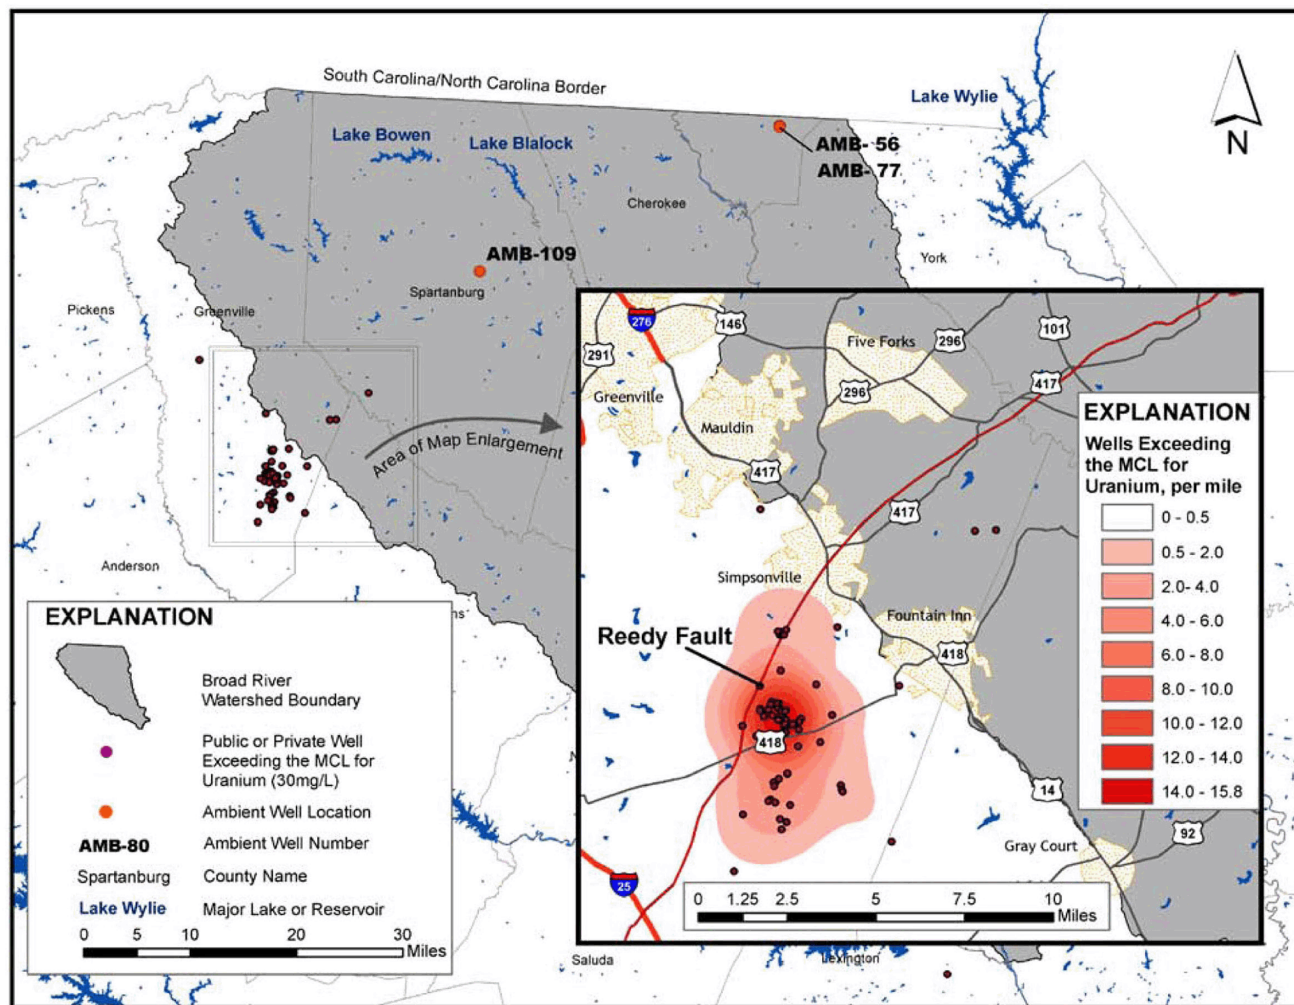 South Carolina/North Carolina Border
Lake Wylie
N
Lake Bowen
Lake Blalock
AMB- 56
AMB- 77
Cherokee
AMB-109
York
Spartanburg
Pickens
Greenville
Area of Map Enlargement
Anderson
276
146
Five Forks
296
101
291
417
296
Greenville
Mauldin
417
417
Simpsonville
Fountain Inn
Reedy Fault
418
418
14
92
Gray Court
25
0 1.25 2.5 5 7.5 10
Miles
EXPLANATION
Wells Exceeding
the MCL for
Uranium, per mile
0 - 0.5
0.5 - 2.0
2.0- 4.0
4.0 - 6.0
6.0 - 8.0
8.0 - 10.0
10.0 - 12.0
12.0 - 14.0
14.0 - 15.8
EXPLANATION
Broad River
Watershed Boundary
Public or Private Well
Exceeding the MCL for
Uranium (30mg/L)
Ambient Well Location
AMB-80 Ambient Well Number
Spartanburg County Name
Lake Wylie Major Lake or Reservoir
0 10 20 30
Miles
Saluda
Lexington